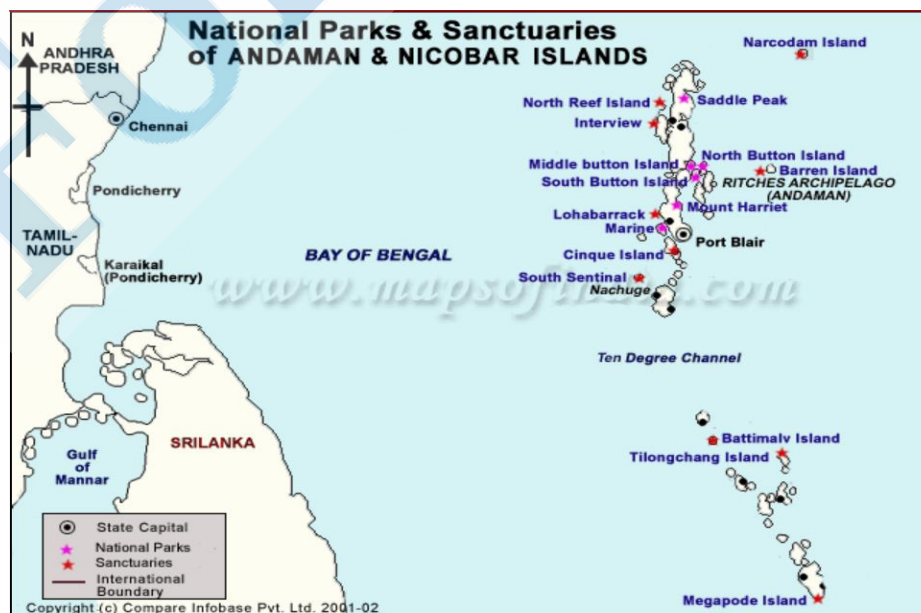 National Parks & Sanctuaries
of ANDAMAN & NICOBAR ISLANDS
N
ANDHRA
PRADESH
Chennai
Pondicherry
TAMIL-
NADU
Karaikal
(Pondicherry)
BAY OF BENGAL
Narcodam Island
North Reef Island
Saddle Peak
Interview
Middle button Island
North Button Island
Barren Island
South Button Island
RITCHES ARCHIPELAGO
(ANDAMAN)
Mount Harriet
Lohabarrack
Marine
Port Blair
Cinque Island
South Sentinal
Nachuge
www.mapsofindia.com
Ten Degree Channel
SRILANKA
Gulf
of
Mannar
Battimalv Island
Tilongchang Island
Megapode Island
State Capital
National Parks
Sanctuaries
International
Boundary
Copyright (c) Compare Infobase Pvt. Ltd. 2001-02